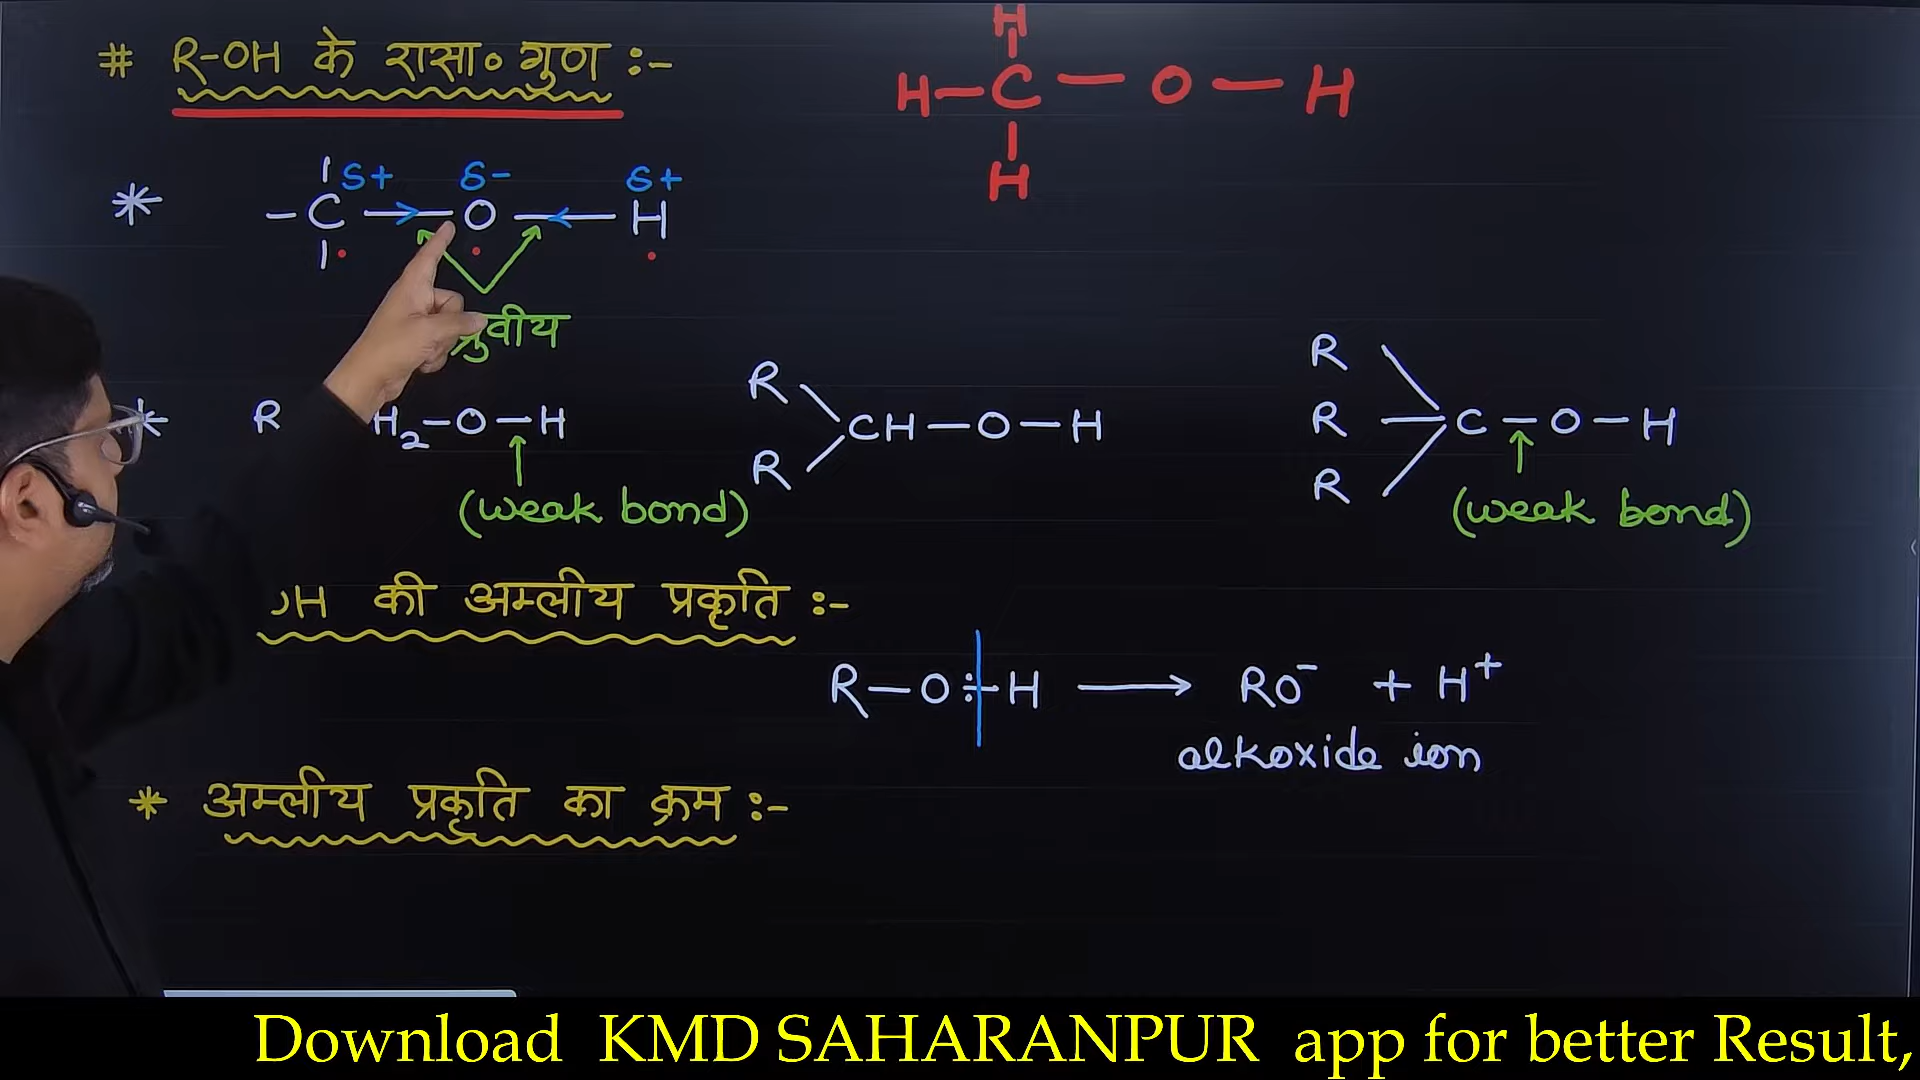 # R-OH के रासा० गुण :-
H
H-C-O-H
H
δ+ δ- δ+
* -C-O-H
R H₂-O-H
(weak bond)
R
CH-O-H
R
R
R C-O-H
R
(weak bond)
H की अम्लीय प्रकृति :-
R-O:-H → RO⁻ + H⁺
alkoxide ion
* अम्लीय प्रकृति का क्रम :-
Download KMD SAHARANPUR app for better Result,